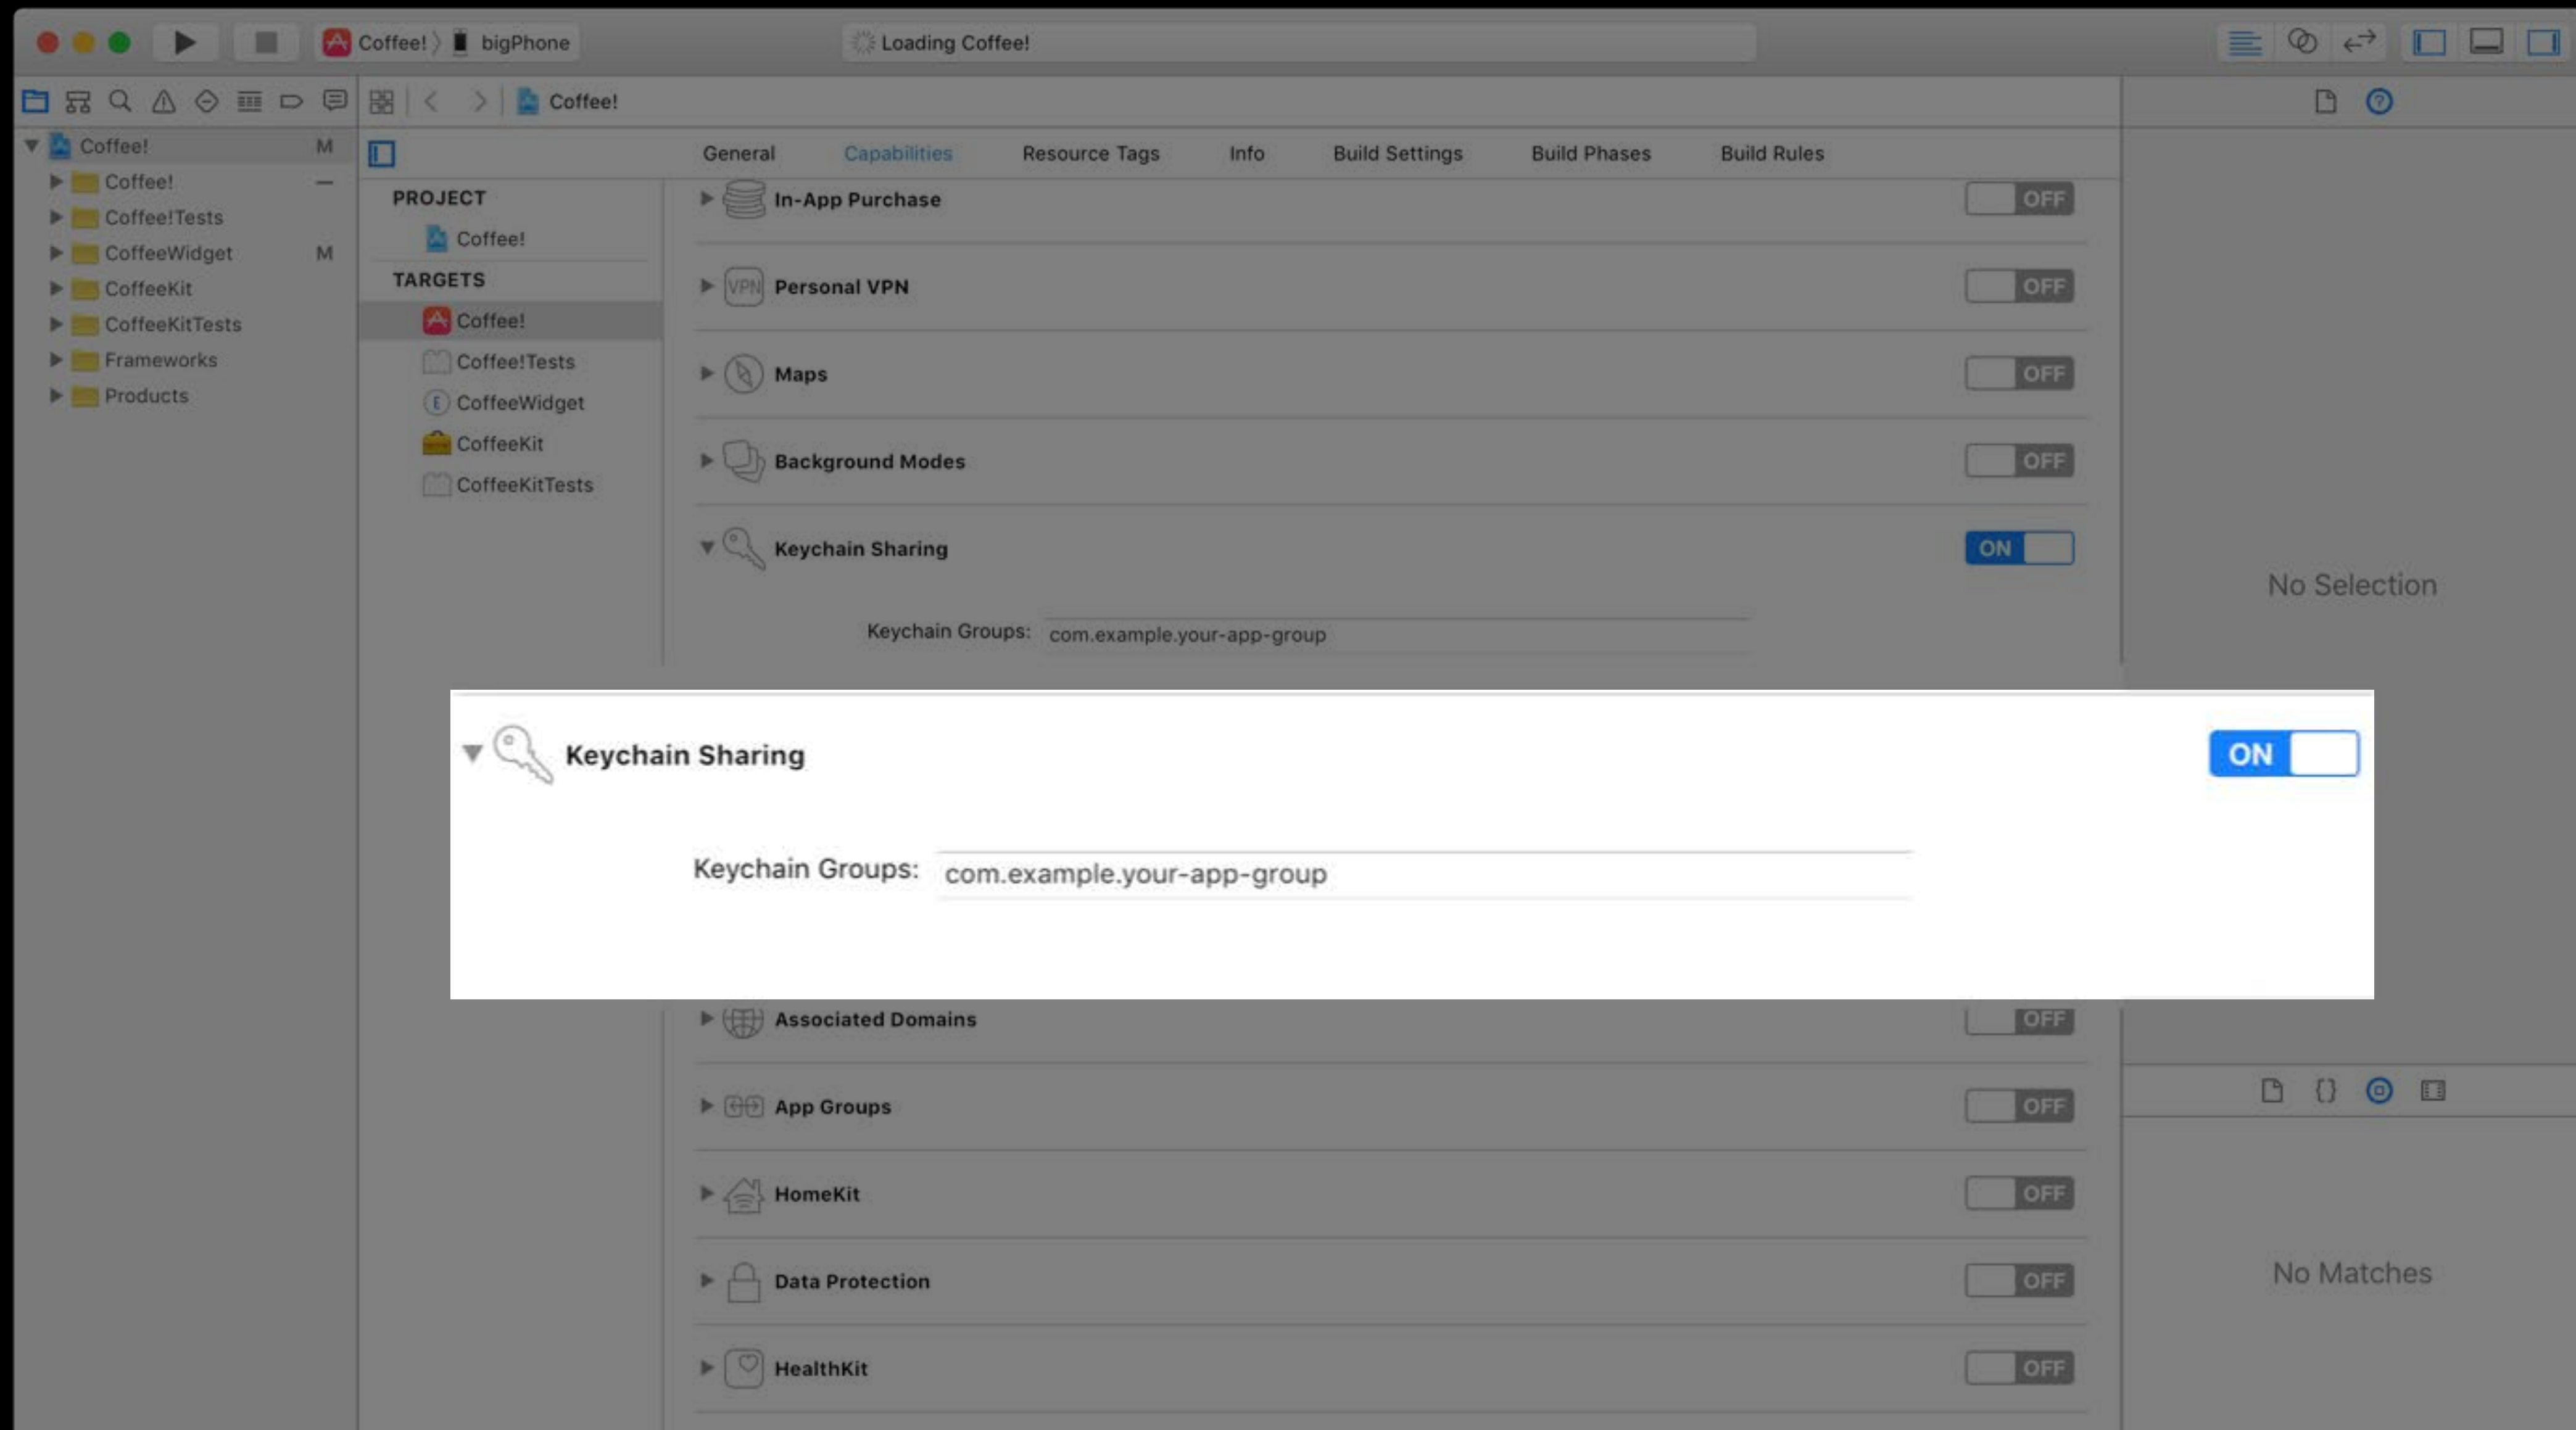 Coffee! bigPhone
Loading Coffee!
Coffee!
Coffee! M
Coffee!
Coffee!Tests
CoffeeWidget M
CoffeeKit
CoffeeKitTests
Frameworks
Products
General Capabilities Resource Tags Info Build Settings Build Phases Build Rules
PROJECT
Coffee!
TARGETS
Coffee!
Coffee!Tests
E CoffeeWidget
CoffeeKit
CoffeeKitTests
In-App Purchase OFF
VPN Personal VPN OFF
Maps OFF
Background Modes OFF
Keychain Sharing ON
Keychain Groups: com.example.your-app-group
Keychain Sharing ON
Keychain Groups: com.example.your-app-group
Associated Domains OFF
App Groups OFF
HomeKit OFF
Data Protection OFF
HealthKit OFF
No Selection
No Matches